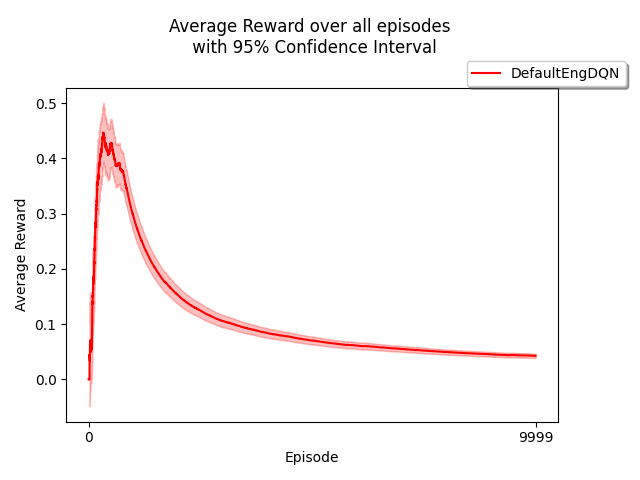 Average Reward over all episodes
with 95% Confidence Interval
DefaultEngDQN
0.5
0.4
0.3
0.2
0.1
0.0
Average Reward
0 9999
Episode